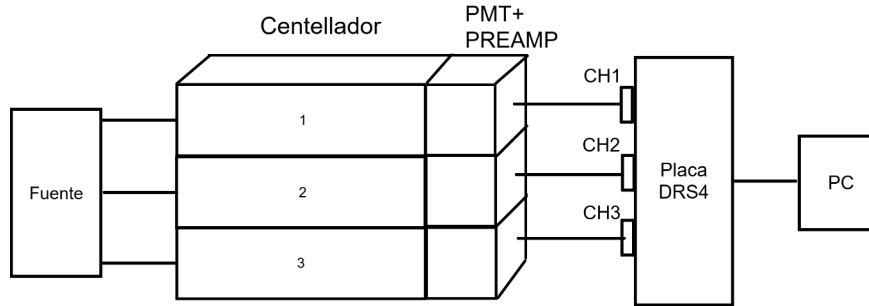 Centellador
PMT+
PREAMP
CH1
1
CH2
Fuente
2
Placa
DRS4
PC
CH3
3